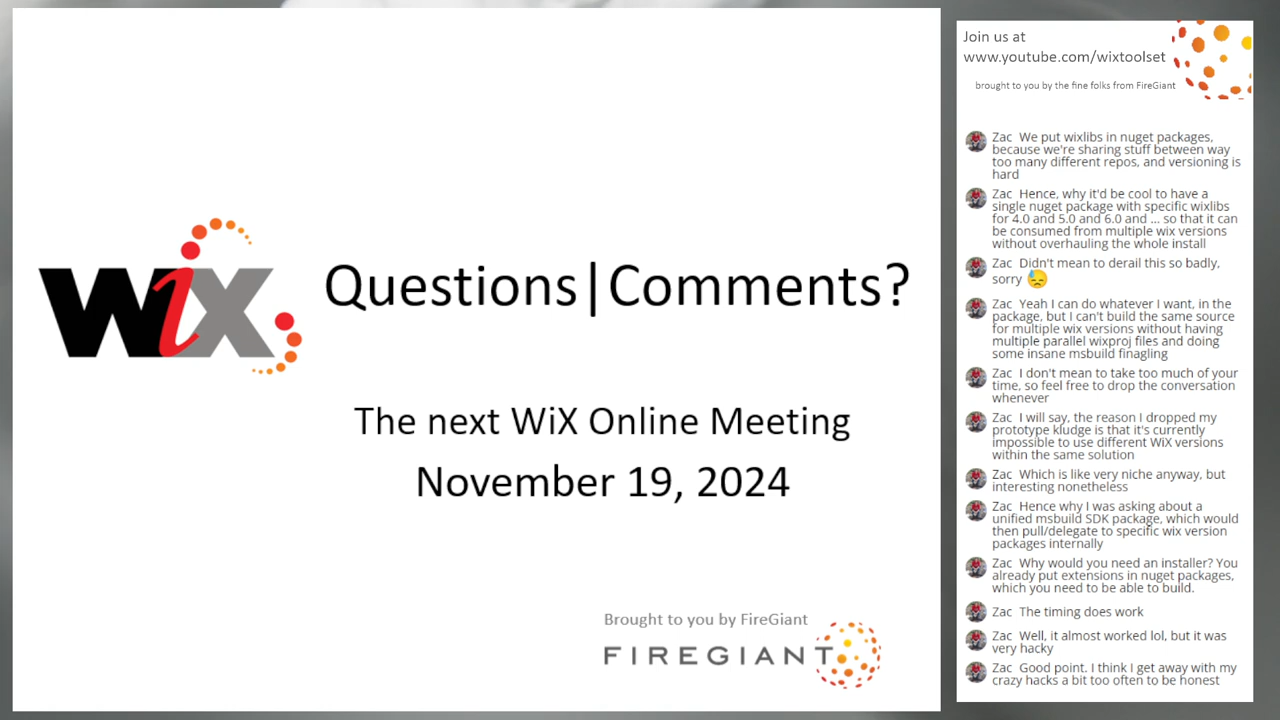 WiX
Questions|Comments?
The next WiX Online Meeting
November 19, 2024
Brought to you by FireGiant
FIREGIANT
Join us at
www.youtube.com/wixtoolset
brought to you by the fine folks from FireGiant
Zac We put wixlibs in nuget packages,
because we're sharing stuff between way
too many different repos, and versioning is
hard
Zac Hence, why it'd be cool to have a
single nuget package with specific wixlibs
for 4.0 and 5.0 and 6.0 and ... so that it can
be consumed from multiple wix versions
without overhauling the whole install
Zac Didn't mean to derail this so badly,
sorry 😓
Zac Yeah I can do whatever I want, in the
package, but I can't build the same source
for multiple wix versions without having
multiple parallel wixproj files and doing
some insane msbuild finagling
Zac I don't mean to take too much of your
time, so feel free to drop the conversation
whenever
Zac I will say, the reason I dropped my
prototype kludge is that it's currently
impossible to use different WiX versions
within the same solution
Zac Which is like very niche anyway, but
interesting nonetheless
Zac Hence why I was asking about a
unified msbuild SDK package, which would
then pull/delegate to specific wix version
packages internally
Zac Why would you need an installer? You
already put extensions in nuget packages,
which you need to be able to build.
Zac The timing does work
Zac Well, it almost worked lol, but it was
very hacky
Zac Good point. I think I get away with my
crazy hacks a bit too often to be honest